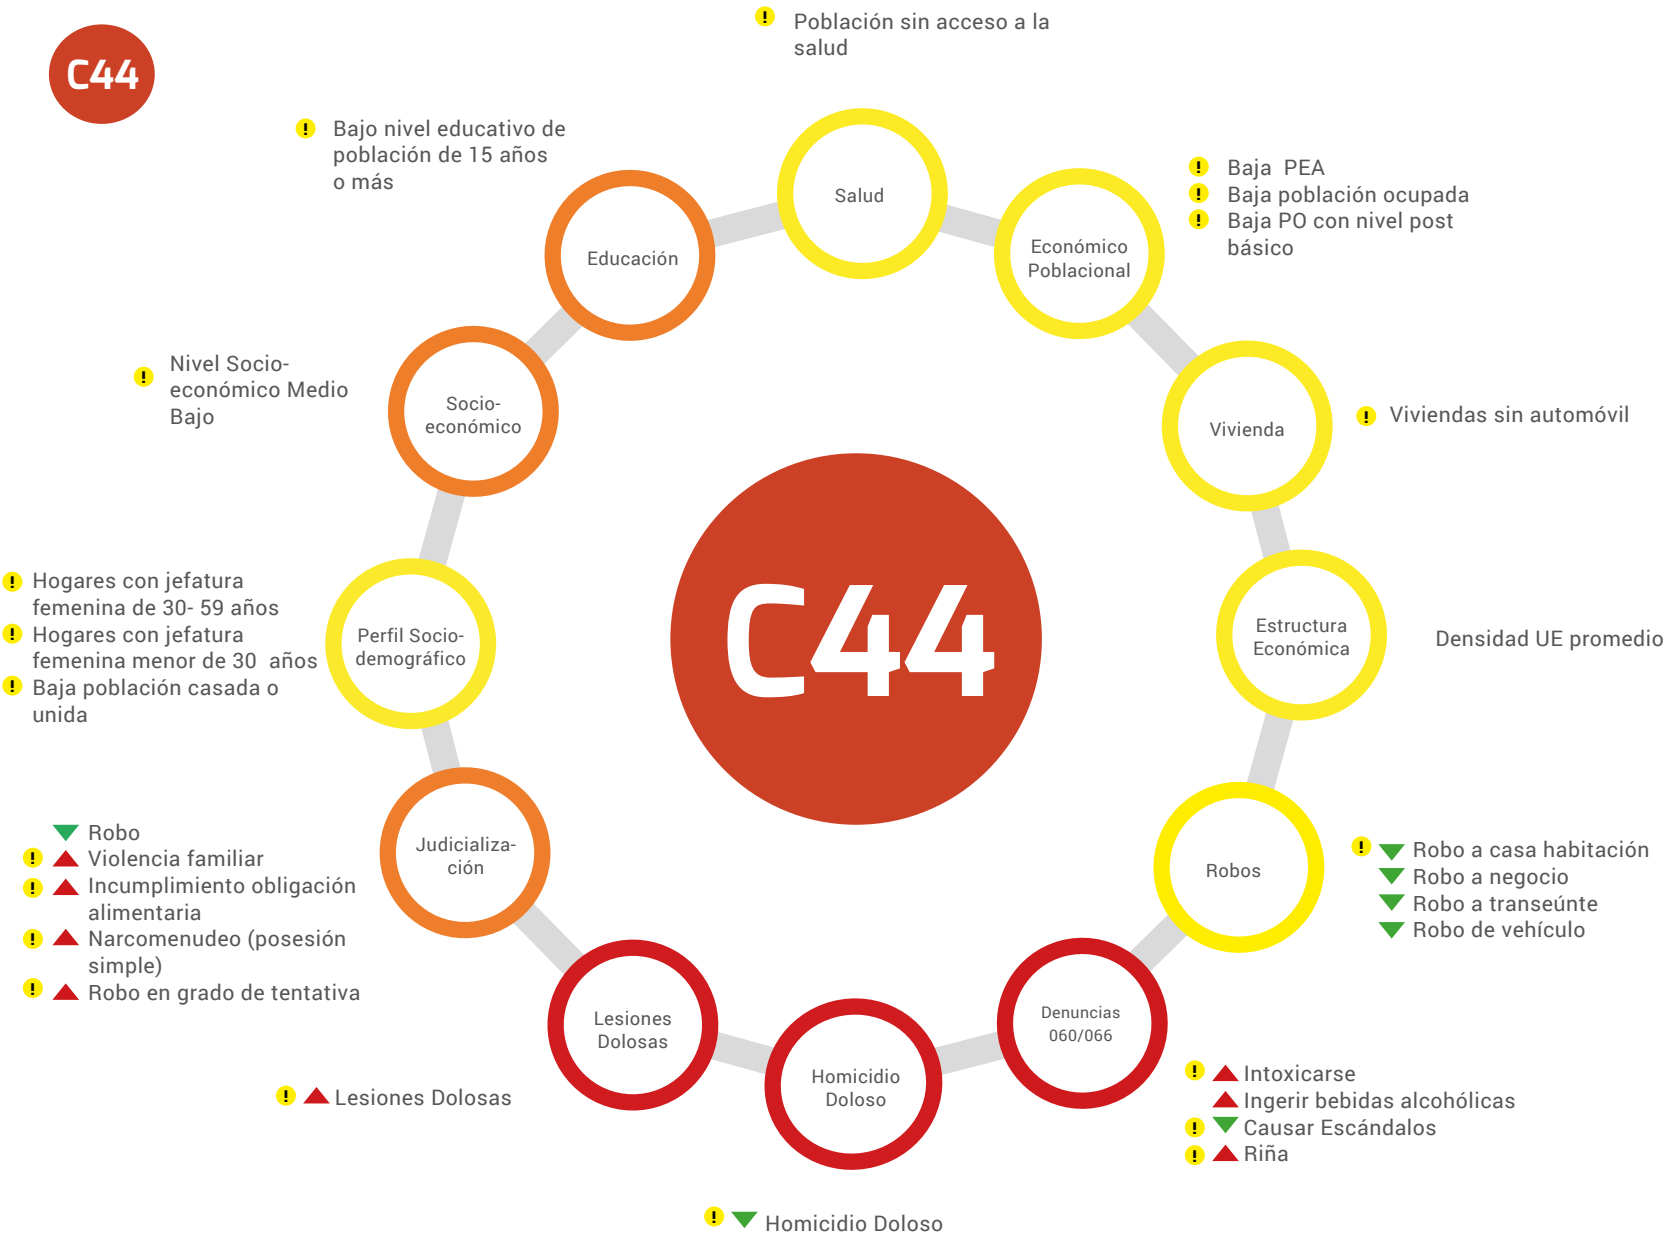 C44
Población sin acceso a la
salud
Bajo nivel educativo de
población de 15 años
o más
Salud
Baja PEA
Baja población ocupada
Baja PO con nivel post
básico
Educación
Económico
Poblacional
Nivel Socio-
económico Medio
Bajo
Socio-
económico
Vivienda
Viviendas sin automóvil
Hogares con jefatura
femenina de 30- 59 años
Hogares con jefatura
femenina menor de 30 años
Baja población casada o
unida
Perfil Socio-
demográfico
C44
Estructura
Económica
Densidad UE promedio
Robo
Violencia familiar
Incumplimiento obligación
alimentaria
Narcomenudeo (posesión
simple)
Robo en grado de tentativa
Judicializa-
ción
Robos
Robo a casa habitación
Robo a negocio
Robo a transeúnte
Robo de vehículo
Lesiones
Dolosas
Homicidio
Doloso
Denuncias
060/066
Lesiones Dolosas
Intoxicarse
Ingerir bebidas alcohólicas
Causar Escándalos
Riña
Homicidio Doloso